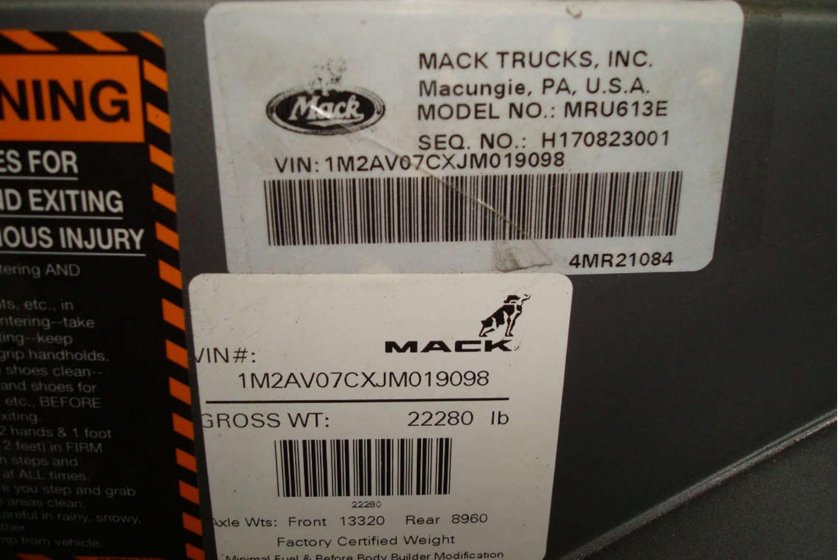 NING
ES FOR
ND EXITING
IOUS INJURY
tering AND
ts, etc., in
ntering--take
ting--keep
grip handholds.
shoes clean--
and shoes for
etc., BEFORE
xiting.
2 hands & 1 foot
2 feet) in FIRM
steps and
at ALL times.
e you step and grab
areas clean.
careful in rainy, snowy,
ther.
mp from vehicle.
Mack
MACK TRUCKS, INC.
Macungie, PA, U.S.A.
MODEL NO.: MRU613E
SEQ. NO.: H170823001
VIN: 1M2AV07CXJM019098
4MR21084
MACK
VIN#:
1M2AV07CXJM019098
GROSS WT: 22280 lb
22280
Axle Wts: Front 13320 Rear 8960
Factory Certified Weight
Minimal Fuel & Before Body Builder Modification